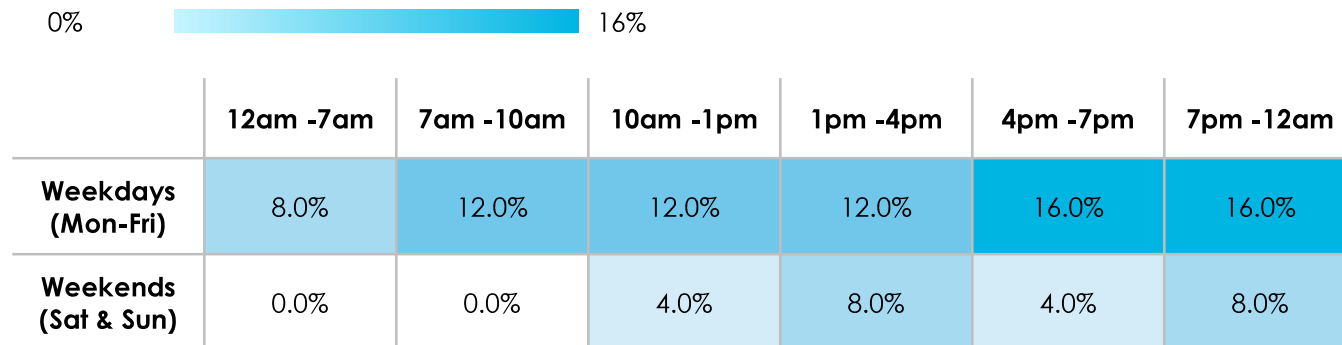 0% 16%
12am -7am 7am -10am 10am -1pm 1pm -4pm 4pm -7pm 7pm -12am
Weekdays
(Mon-Fri) 8.0% 12.0% 12.0% 12.0% 16.0% 16.0%
Weekends
(Sat & Sun) 0.0% 0.0% 4.0% 8.0% 4.0% 8.0%